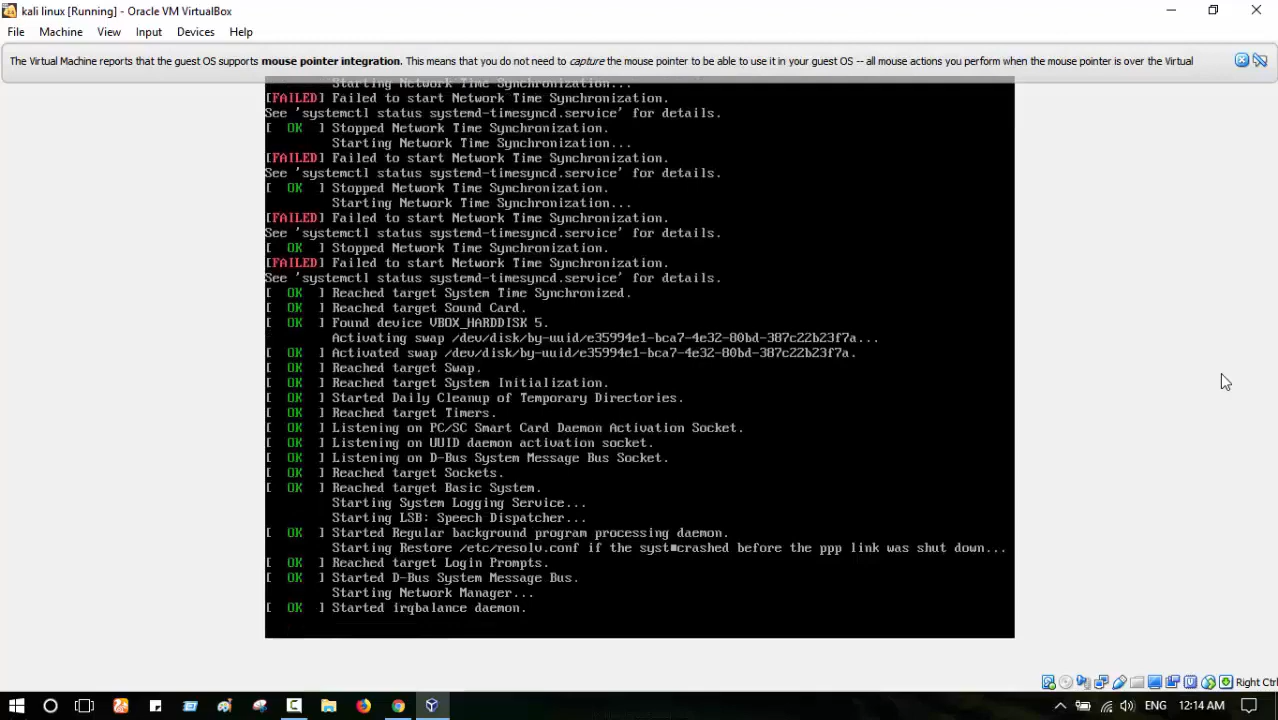 kali linux [Running] - Oracle VM VirtualBox
File Machine View Input Devices Help
The Virtual Machine reports that the guest OS supports mouse pointer integration. This means that you do not need to capture the mouse pointer to be able to use it in your guest OS -- all mouse actions you perform when the mouse pointer is over the Virtual
Starting Network Time Synchronization...
[FAILED] Failed to start Network Time Synchronization.
See 'systemctl status systemd-timesyncd.service' for details.
[ OK ] Stopped Network Time Synchronization.
Starting Network Time Synchronization...
[FAILED] Failed to start Network Time Synchronization.
See 'systemctl status systemd-timesyncd.service' for details.
[ OK ] Stopped Network Time Synchronization.
Starting Network Time Synchronization...
[FAILED] Failed to start Network Time Synchronization.
See 'systemctl status systemd-timesyncd.service' for details.
[ OK ] Stopped Network Time Synchronization.
[FAILED] Failed to start Network Time Synchronization.
See 'systemctl status systemd-timesyncd.service' for details.
[ OK ] Reached target System Time Synchronized.
[ OK ] Reached target Sound Card.
[ OK ] Found device VBOX_HARDDISK 5.
Activating swap /dev/disk/by-uuid/e35994e1-bca7-4e32-80bd-387c22b23f7a...
[ OK ] Activated swap /dev/disk/by-uuid/e35994e1-bca7-4e32-80bd-387c22b23f7a.
[ OK ] Reached target Swap.
[ OK ] Reached target System Initialization.
[ OK ] Started Daily Cleanup of Temporary Directories.
[ OK ] Reached target Timers.
[ OK ] Listening on PC/SC Smart Card Daemon Activation Socket.
[ OK ] Listening on UUID daemon activation socket.
[ OK ] Listening on D-Bus System Message Bus Socket.
[ OK ] Reached target Sockets.
[ OK ] Reached target Basic System.
Starting System Logging Service...
Starting LSB: Speech Dispatcher...
[ OK ] Started Regular background program processing daemon.
Starting Restore /etc/resolv.conf if the syst■crashed before the ppp link was shut down...
[ OK ] Reached target Login Prompts.
[ OK ] Started D-Bus System Message Bus.
Starting Network Manager...
[ OK ] Started irqbalance daemon.
Right Ctrl
ENG 12:14 AM